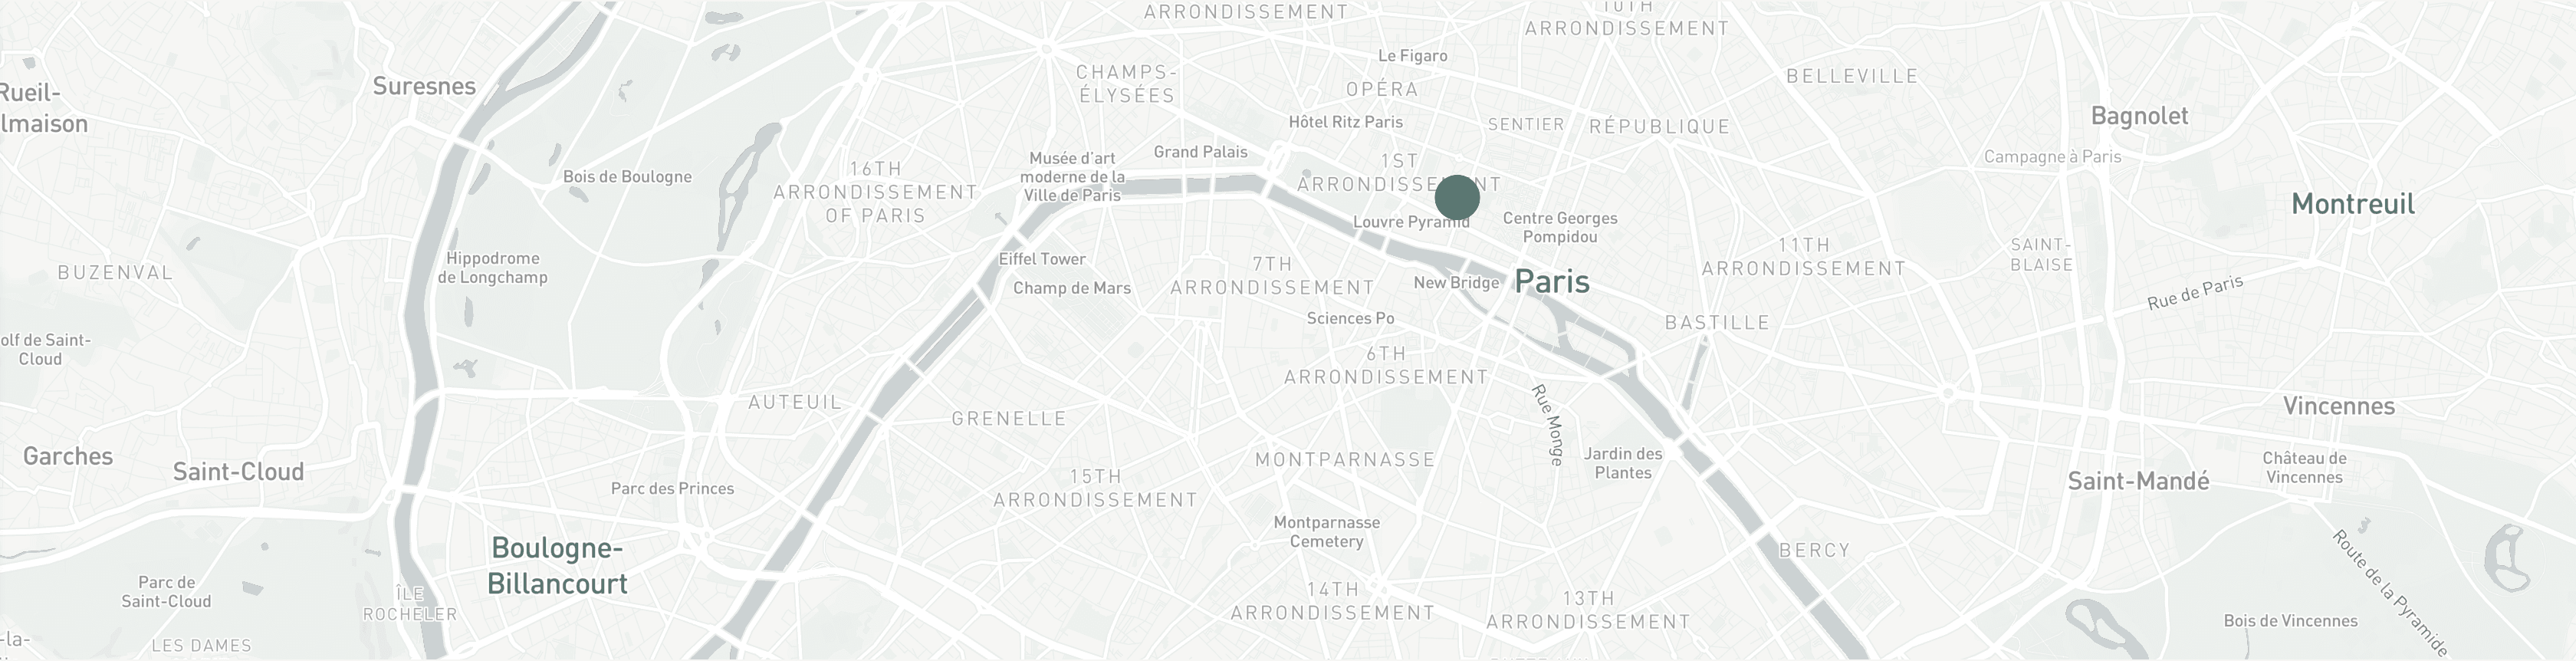 ARRONDISSEMENT
10TH
ARRONDISSEMENT
Le Figaro
Suresnes
CHAMPS-
ÉLYSÉES
OPÉRA
BELLEVILLE
Rueil-
lmaison
Hôtel Ritz Paris
SENTIER
RÉPUBLIQUE
Bagnolet
Musée d'art
moderne de la
Ville de Paris
Grand Palais
1ST
ARRONDISSEMENT
Campagne à Paris
Bois de Boulogne
16TH
ARRONDISSEMENT
OF PARIS
Louvre Pyramid
Centre Georges
Pompidou
Montreuil
BUZENVAL
Hippodrome
de Longchamp
Eiffel Tower
Champ de Mars
7TH
ARRONDISSEMENT
New Bridge
Paris
11TH
ARRONDISSEMENT
SAINT-
BLAISE
Rue de Paris
olf de Saint-
Cloud
Sciences Po
BASTILLE
6TH
ARRONDISSEMENT
AUTEUIL
GRENELLE
Rue Monge
Vincennes
Garches
Saint-Cloud
Parc des Princes
15TH
ARRONDISSEMENT
MONTPARNASSE
Jardin des
Plantes
Saint-Mandé
Château de
Vincennes
Montparnasse
Cemetery
Boulogne-
Billancourt
BERCY
Route de la Pyramide
Parc de
Saint-Cloud
ÎLE
ROCHELER
14TH
ARRONDISSEMENT
13TH
ARRONDISSEMENT
Bois de Vincennes
-la-
LES DAMES